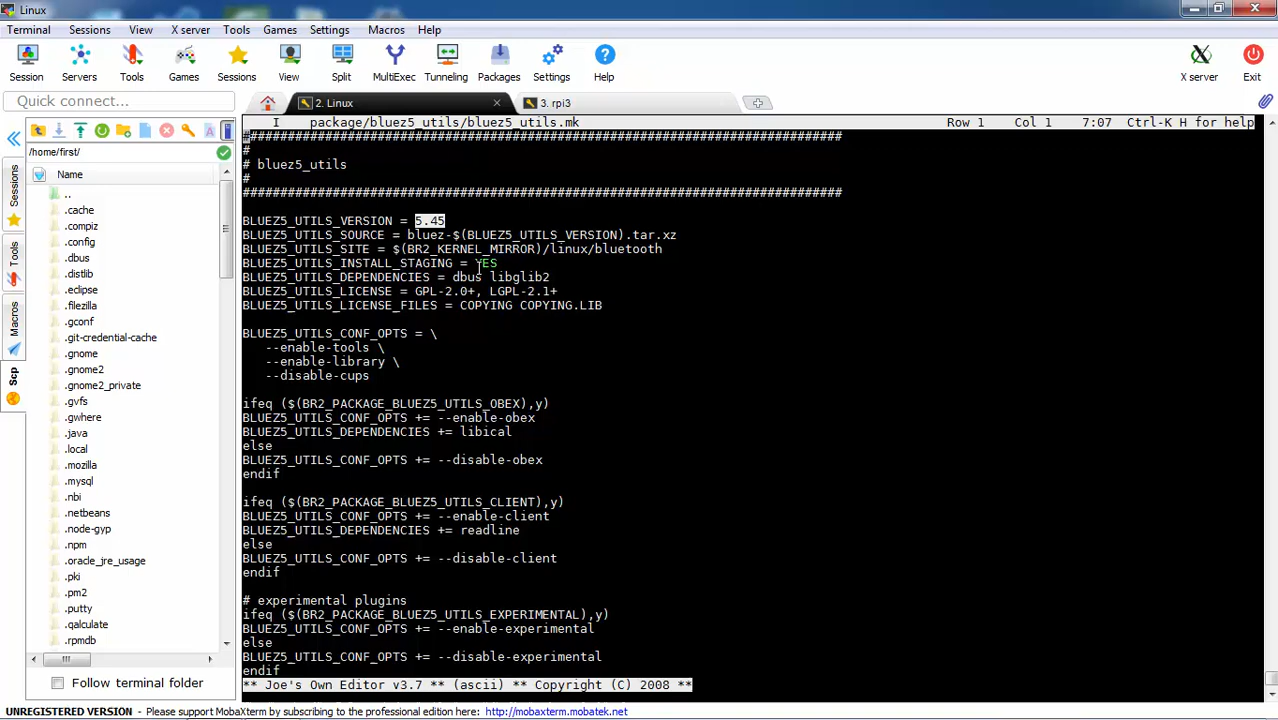 Linux
Terminal Sessions View X server Tools Games Settings Macros Help
Session Servers Tools Games Sessions View Split MultiExec Tunneling Packages Settings Help X server Exit
Quick connect...
2. Linux
3. rpi3
/home/first/
Name
..
.cache
.compiz
.config
.dbus
.distlib
.eclipse
.filezilla
.gconf
.git-credential-cache
.gnome
.gnome2
.gnome2_private
.gvfs
.gwhere
.java
.local
.mozilla
.mysql
.nbi
.netbeans
.node-gyp
.npm
.oracle_jre_usage
.pki
.pm2
.putty
.qalculate
.rpmdb
Follow terminal folder
Sessions
Tools
Macros
Scp
I package/bluez5_utils/bluez5_utils.mk Row 1 Col 1 7:07 Ctrl-K H for help
################################################################################
#
# bluez5_utils
#
################################################################################
BLUEZ5_UTILS_VERSION = 5.45
BLUEZ5_UTILS_SOURCE = bluez-$(BLUEZ5_UTILS_VERSION).tar.xz
BLUEZ5_UTILS_SITE = $(BR2_KERNEL_MIRROR)/linux/bluetooth
BLUEZ5_UTILS_INSTALL_STAGING = YES
BLUEZ5_UTILS_DEPENDENCIES = dbus libglib2
BLUEZ5_UTILS_LICENSE = GPL-2.0+, LGPL-2.1+
BLUEZ5_UTILS_LICENSE_FILES = COPYING COPYING.LIB
BLUEZ5_UTILS_CONF_OPTS = \
--enable-tools \
--enable-library \
--disable-cups
ifeq ($(BR2_PACKAGE_BLUEZ5_UTILS_OBEX),y)
BLUEZ5_UTILS_CONF_OPTS += --enable-obex
BLUEZ5_UTILS_DEPENDENCIES += libical
else
BLUEZ5_UTILS_CONF_OPTS += --disable-obex
endif
ifeq ($(BR2_PACKAGE_BLUEZ5_UTILS_CLIENT),y)
BLUEZ5_UTILS_CONF_OPTS += --enable-client
BLUEZ5_UTILS_DEPENDENCIES += readline
else
BLUEZ5_UTILS_CONF_OPTS += --disable-client
endif
# experimental plugins
ifeq ($(BR2_PACKAGE_BLUEZ5_UTILS_EXPERIMENTAL),y)
BLUEZ5_UTILS_CONF_OPTS += --enable-experimental
else
BLUEZ5_UTILS_CONF_OPTS += --disable-experimental
endif
** Joe's Own Editor v3.7 ** (ascii) ** Copyright (C) 2008 **
UNREGISTERED VERSION - Please support MobaXterm by subscribing to the professional edition here: http://mobaxterm.mobatek.net